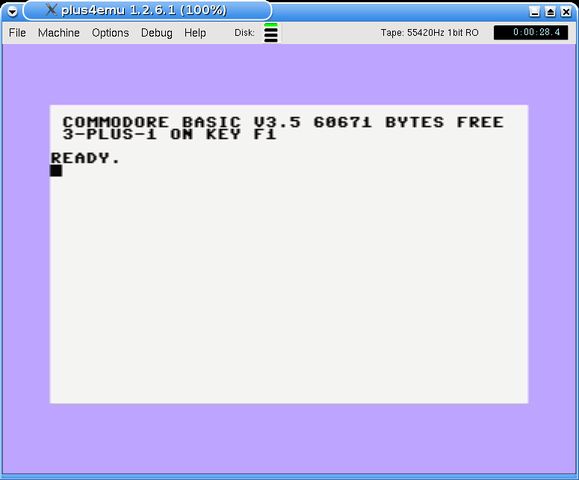 plus4emu 1.2.6.1 (100%)
File Machine Options Debug Help Disk: Tape: 55420Hz 1bit RO 0:00:28.4
COMMODORE BASIC V3.5 60671 BYTES FREE
3-PLUS-1 ON KEY F1
READY.